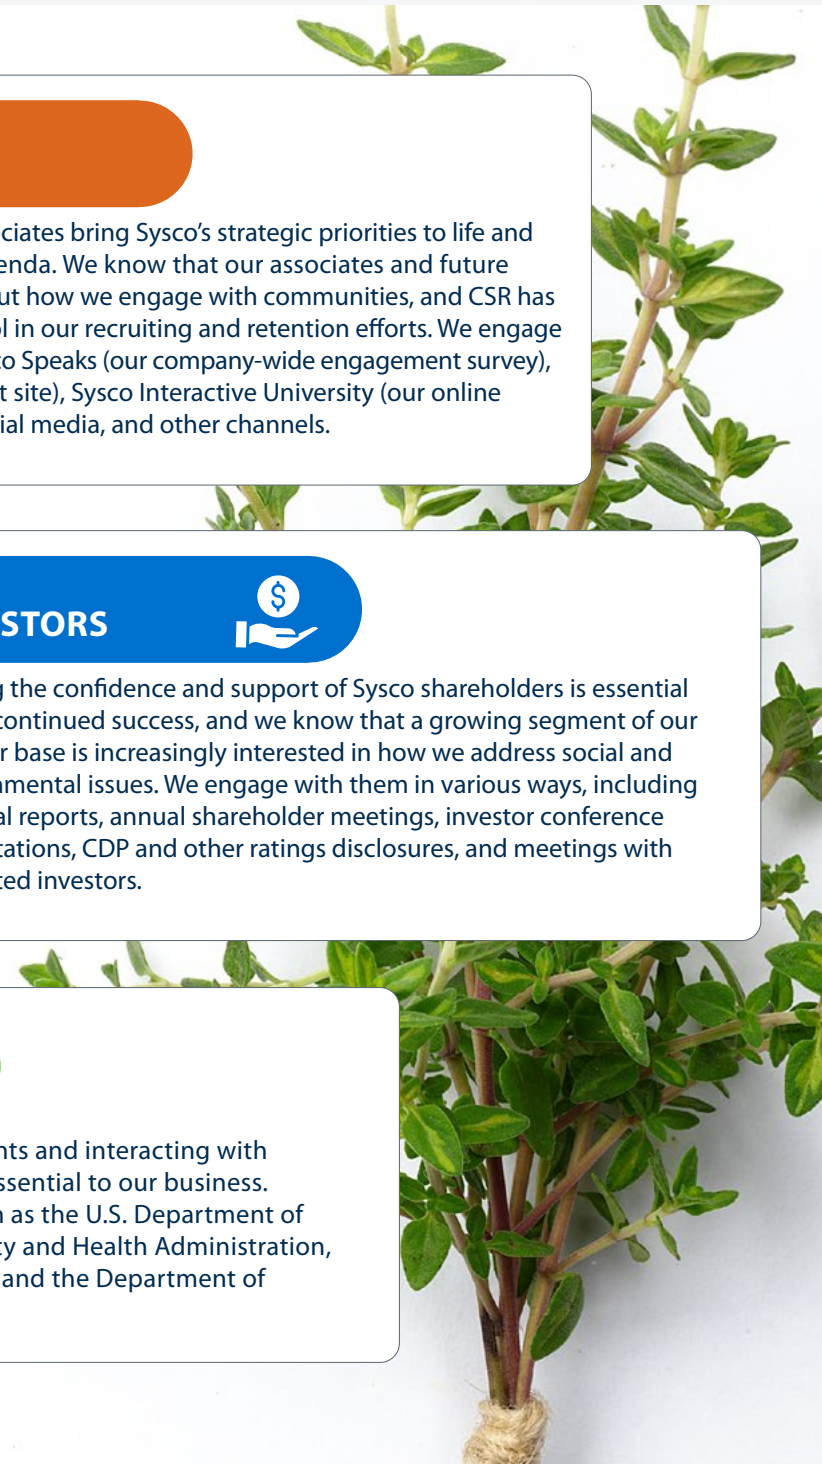 ciates bring Sysco’s strategic priorities to life and
enda. We know that our associates and future
ut how we engage with communities, and CSR has
l in our recruiting and retention efforts. We engage
o Speaks (our company-wide engagement survey),
t site), Sysco Interactive University (our online
ial media, and other channels.
STORS
$
g the confidence and support of Sysco shareholders is essential
continued success, and we know that a growing segment of our
r base is increasingly interested in how we address social and
nmental issues. We engage with them in various ways, including
al reports, annual shareholder meetings, investor conference
tations, CDP and other ratings disclosures, and meetings with
ted investors.
nts and interacting with
ssential to our business.
h as the U.S. Department of
ty and Health Administration,
and the Department of